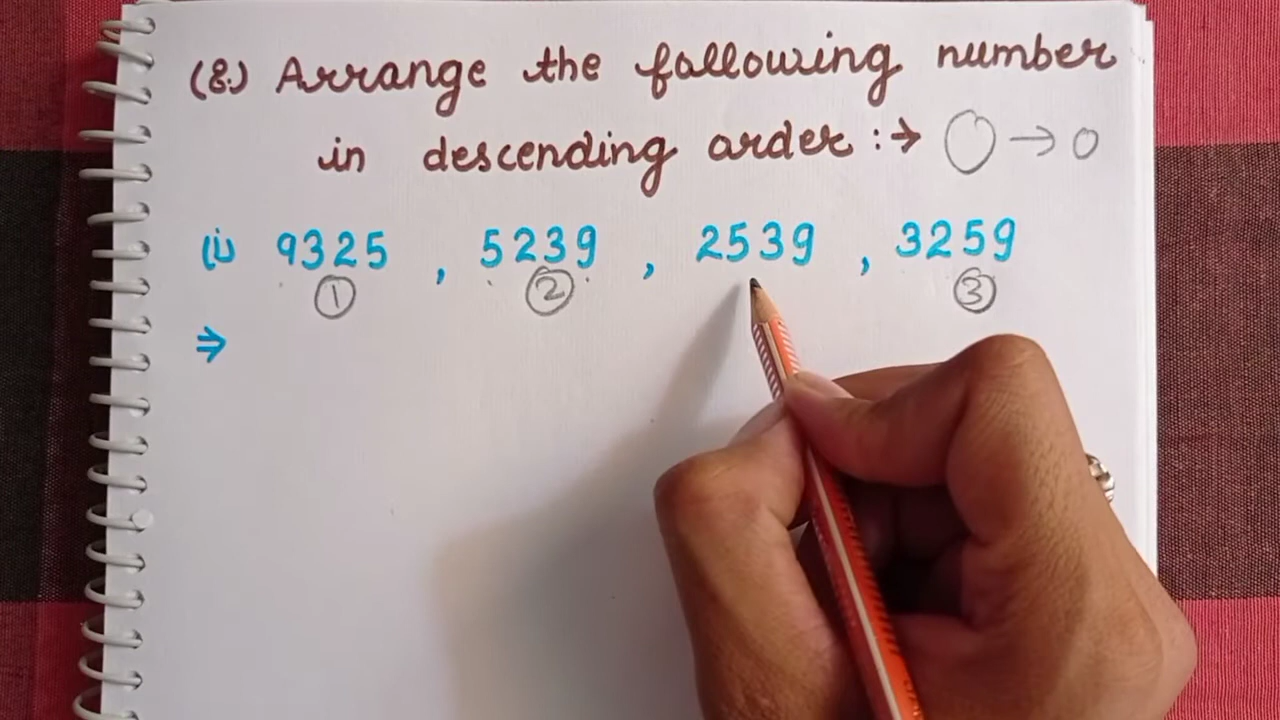 (8.) Arrange the following number
in descending order :→ O → o
(i) 9325 , 5239 , 2539 , 3259
① ② ③
⇒